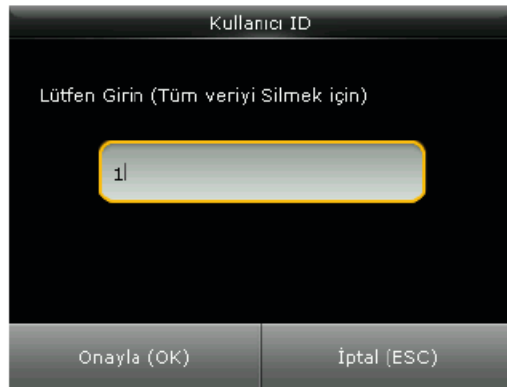 Kullanıcı ID
Lütfen Girin (Tüm veriyi Silmek için)
1
Onayla (OK)
İptal (ESC)